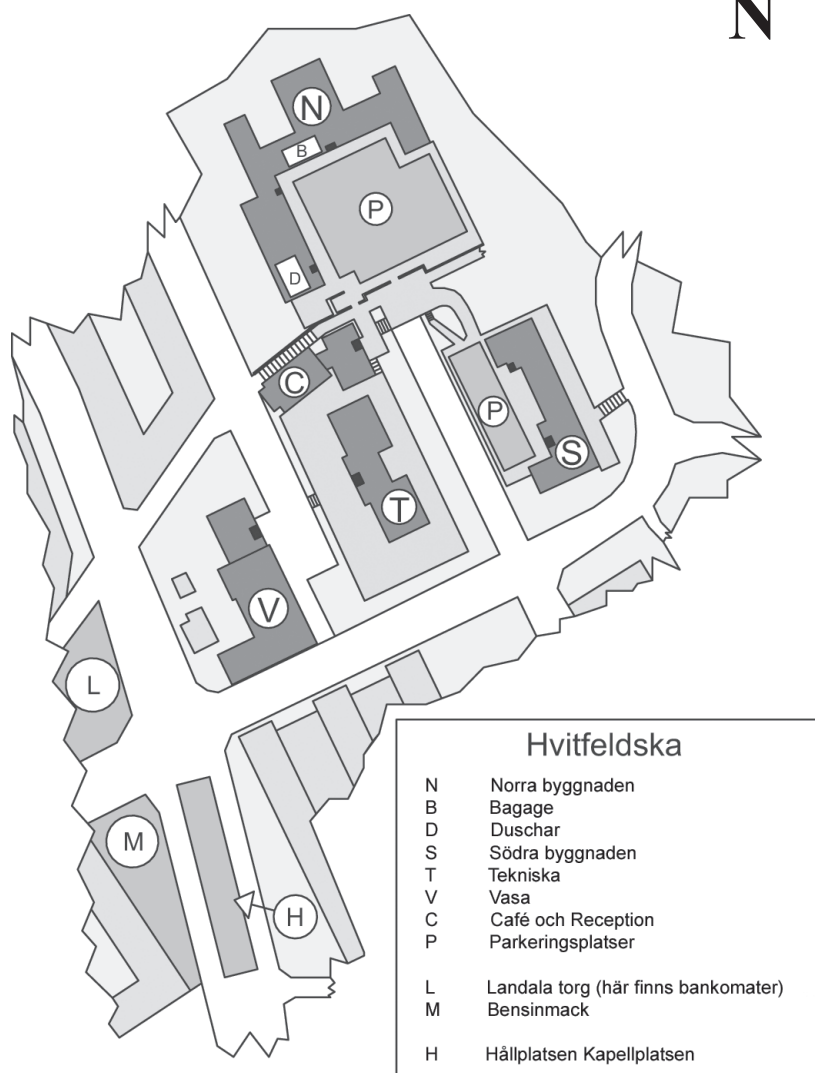 N
N
B
P
D
C
P
S
T
V
L
M
H
Hvitfeldska
N Norra byggnaden
B Bagage
D Duschar
S Södra byggnaden
T Tekniska
V Vasa
C Café och Reception
P Parkeringsplatser
L Landala torg (här finns bankomater)
M Bensinmack
H Hållplatsen Kapellplatsen